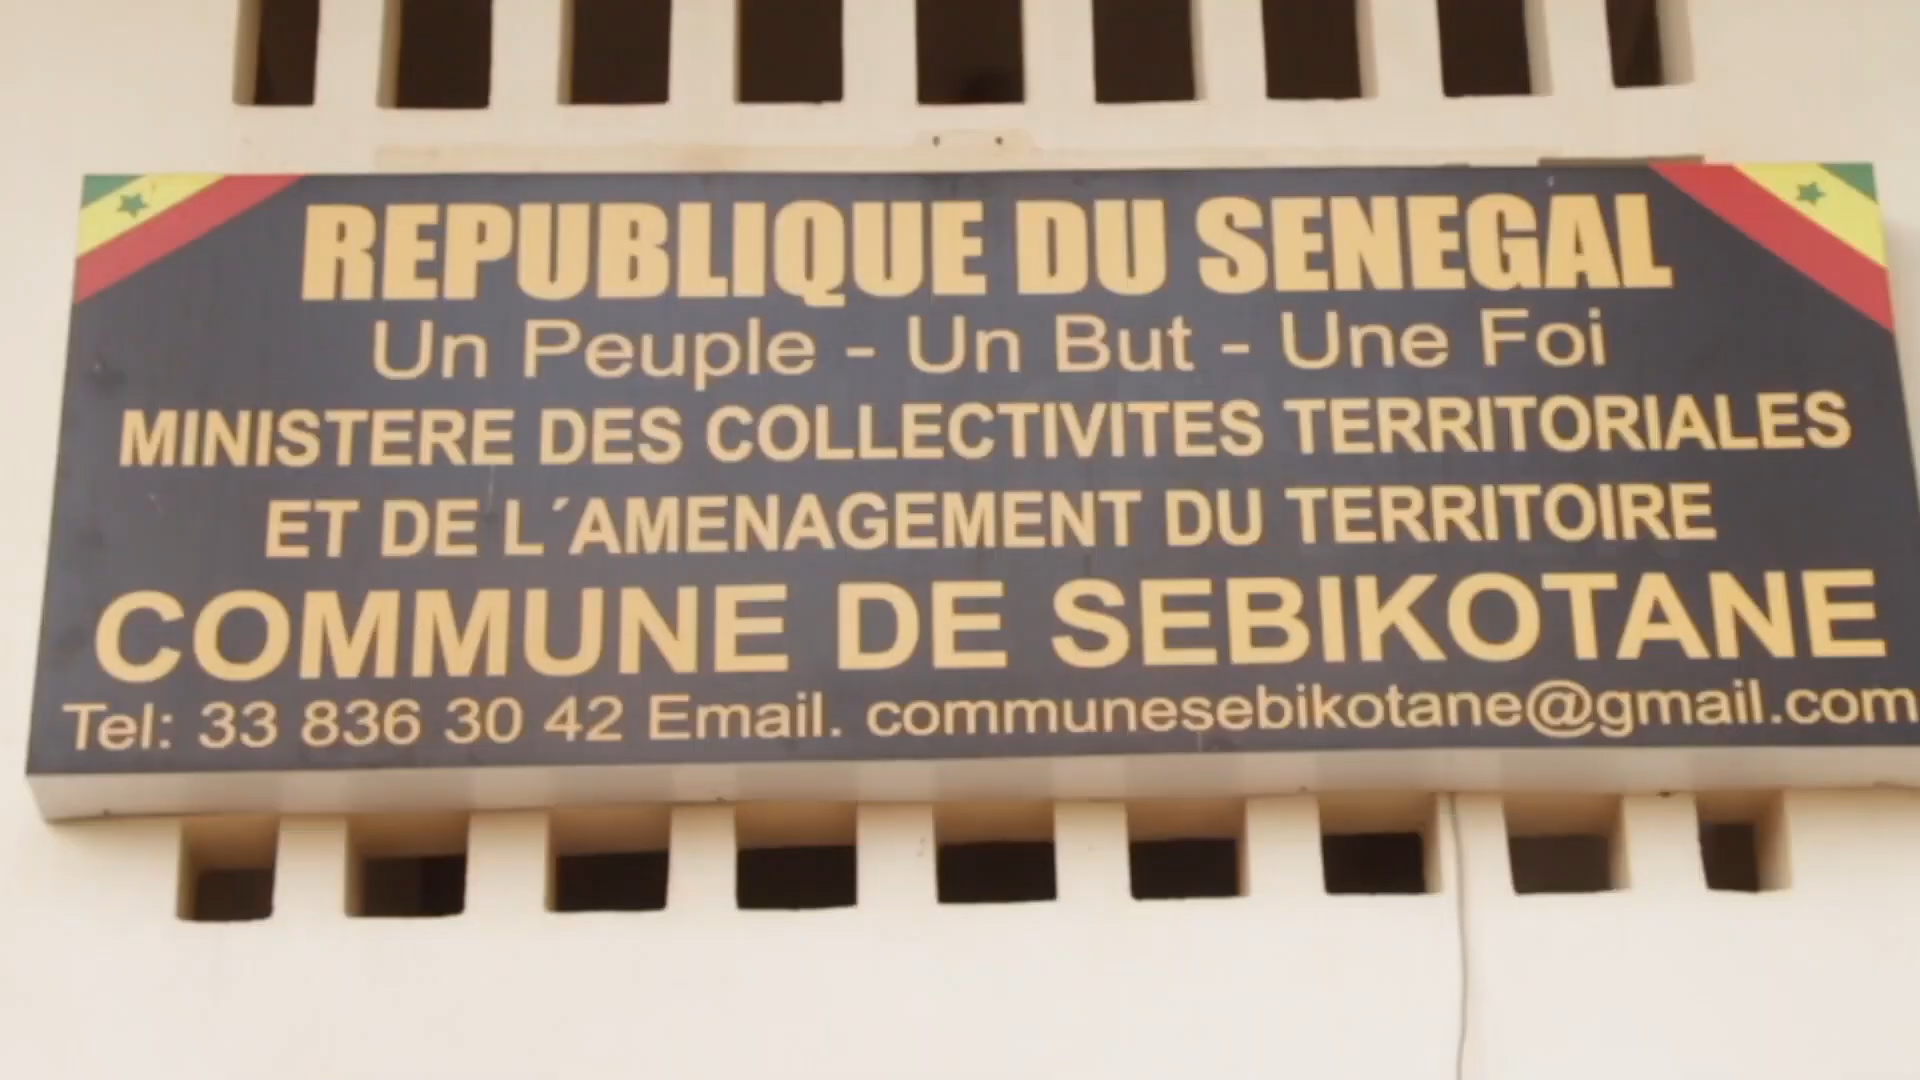 REPUBLIQUE DU SENEGAL
Un Peuple - Un But - Une Foi
MINISTERE DES COLLECTIVITES TERRITORIALES
ET DE L´AMENAGEMENT DU TERRITOIRE
COMMUNE DE SEBIKOTANE
Tel: 33 836 30 42 Email. communesebikotane@gmail.com